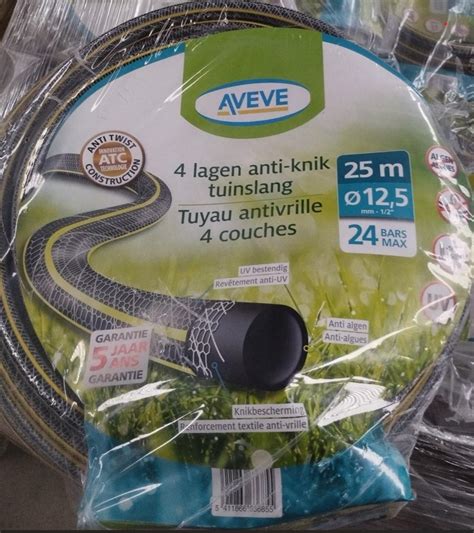 AVEVE
ANTI TWIST
INNOVATION
ATC
TECHNOLOGIE
CONSTRUCTION
4 lagen anti-knik
tuinslang
Tuyau antivrille
4 couches
25 m
ø12,5
mm - 1/2"
24 BARS
MAX
UV bestendig
Revêtement anti-UV
Anti algen
Anti-algues
GARANTIE
5 JAAR
ANS
GARANTIE
Knikbescherming
Renforcement textile anti-vrille